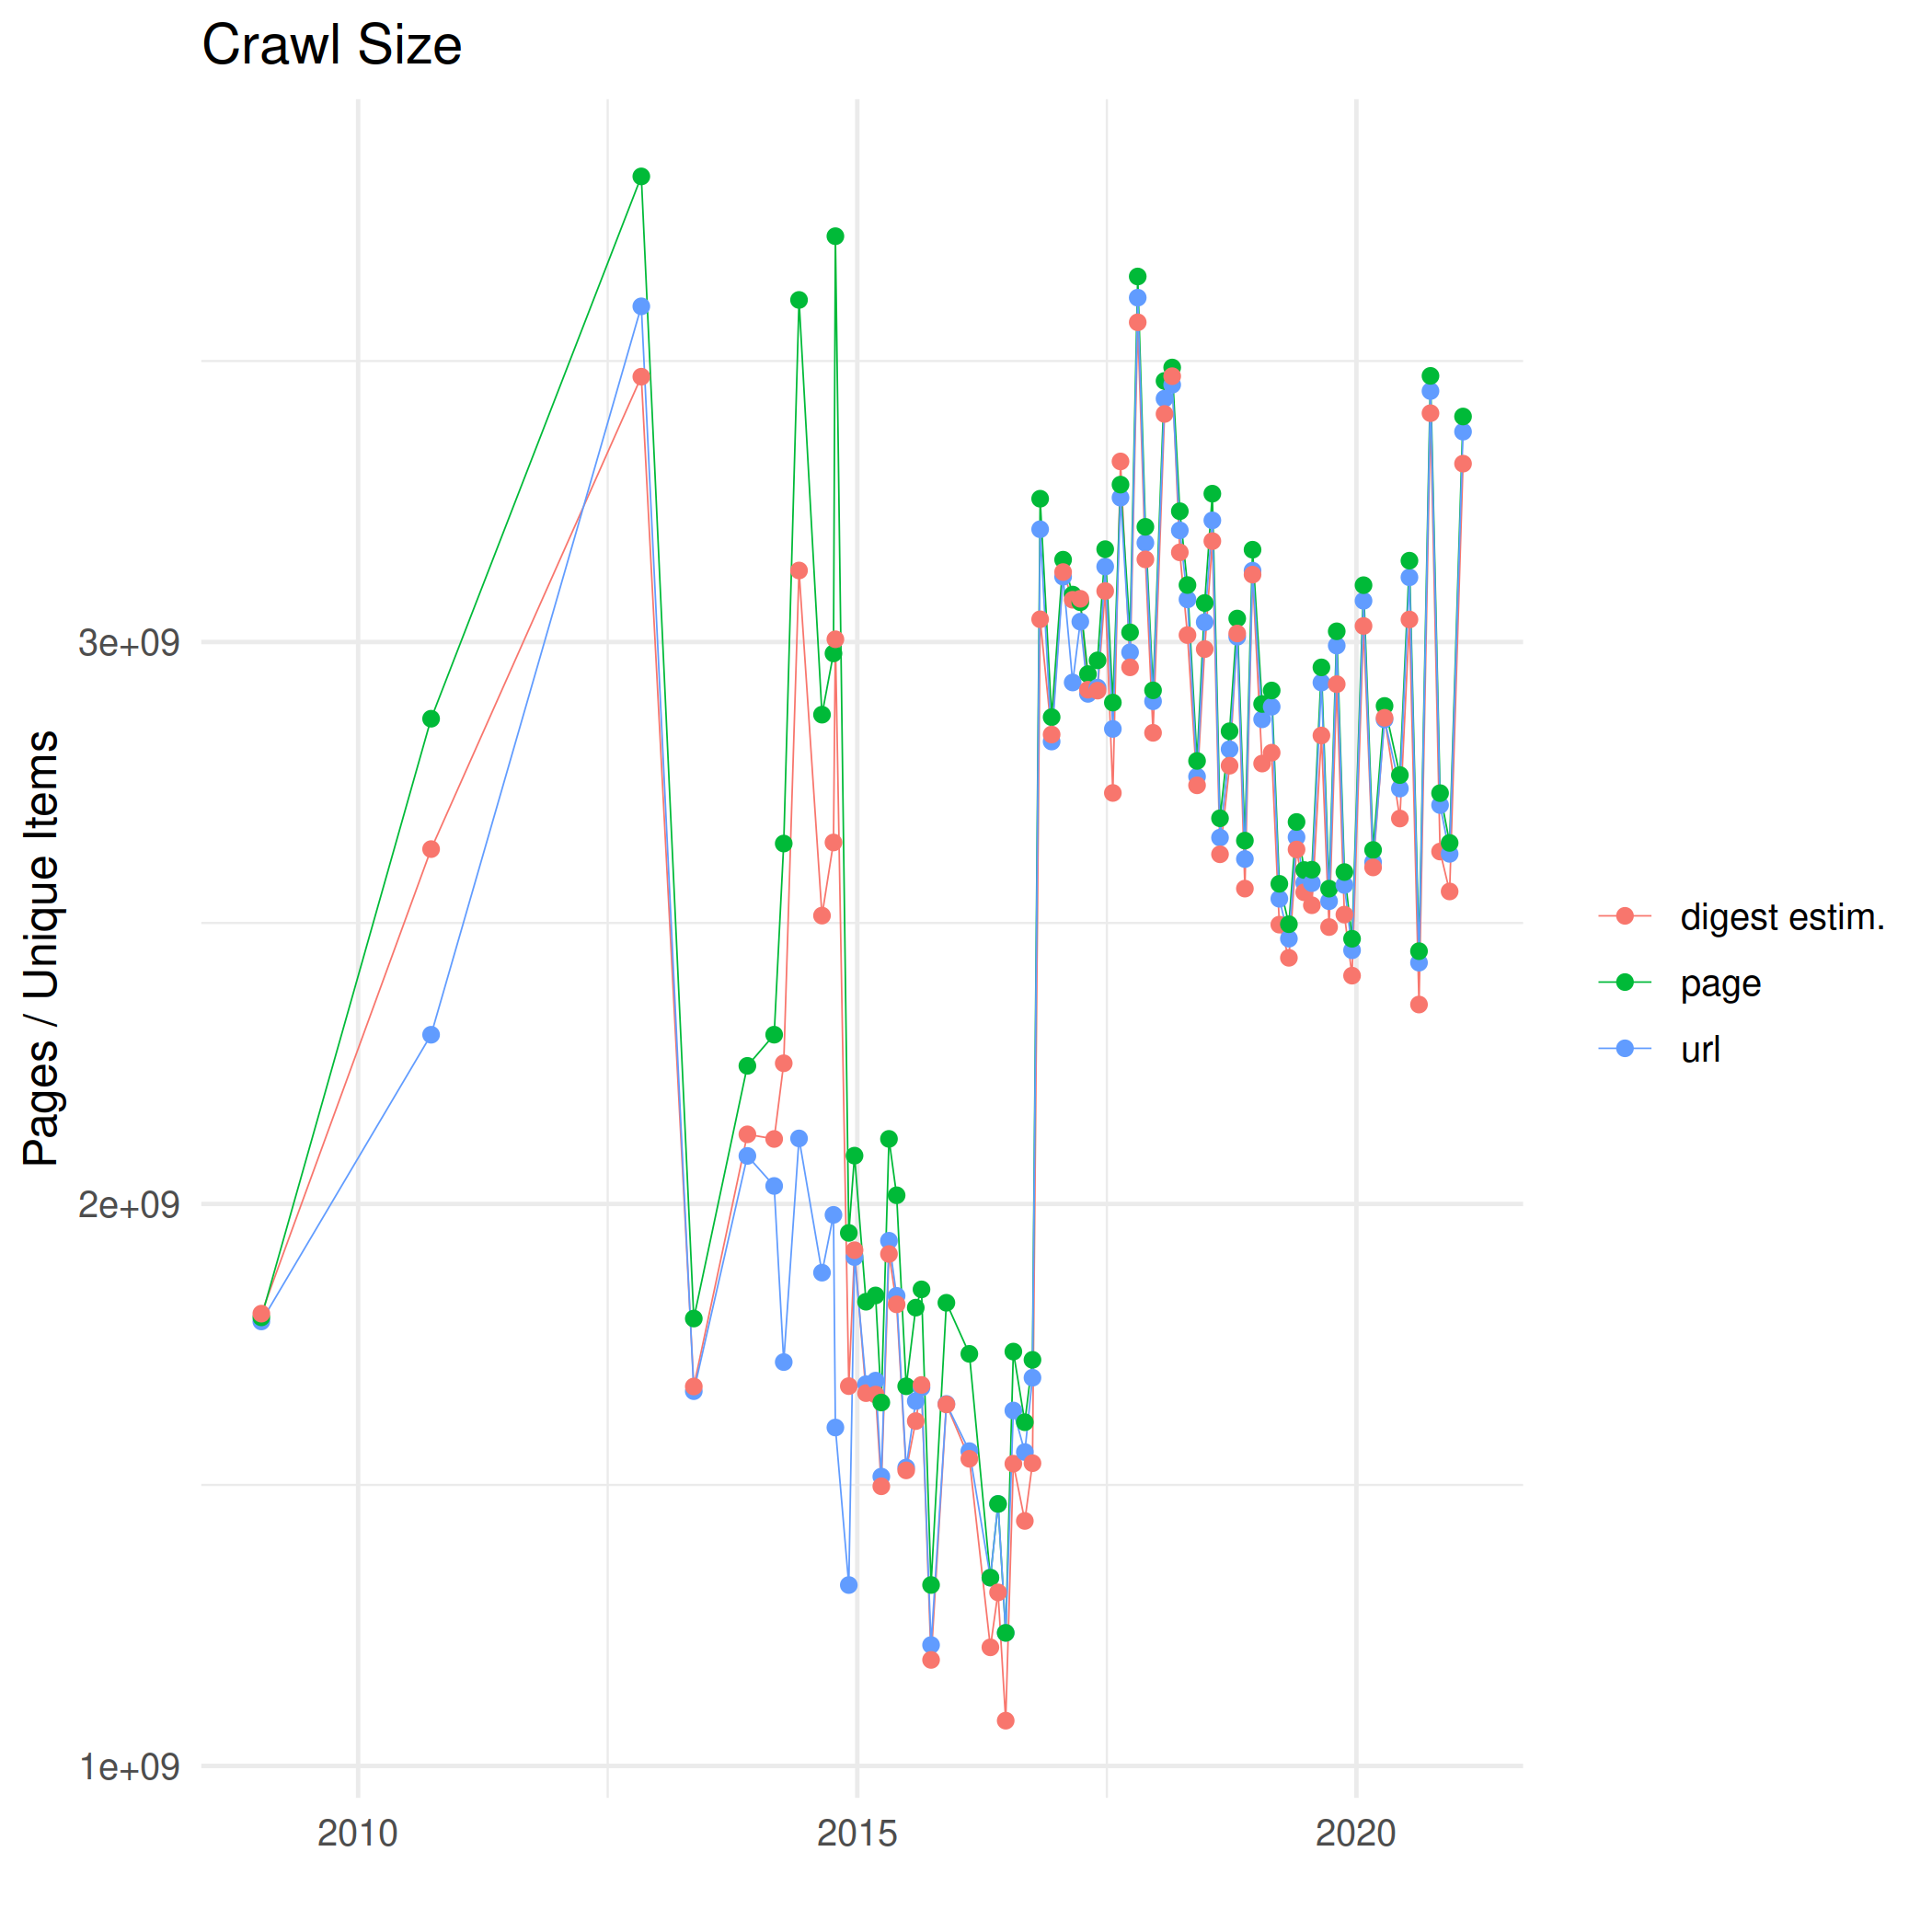 Crawl Size
Pages / Unique Items
3e+09
2e+09
1e+09
2010
2015
2020
digest estim.
page
url